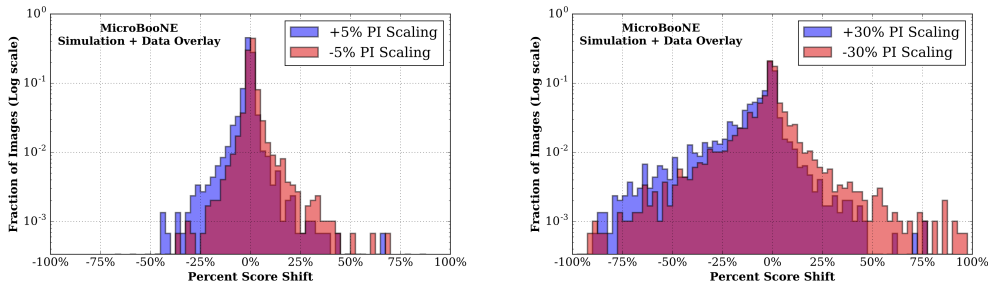 MicroBooNE
Simulation + Data Overlay
+5% PI Scaling
-5% PI Scaling
Fraction of Images (Log scale)
10^0
10^-1
10^-2
10^-3
-100% -75% -50% -25% 0% 25% 50% 75% 100%
Percent Score Shift
MicroBooNE
Simulation + Data Overlay
+30% PI Scaling
-30% PI Scaling
Fraction of Images (Log scale)
10^0
10^-1
10^-2
10^-3
-100% -75% -50% -25% 0% 25% 50% 75% 100%
Percent Score Shift